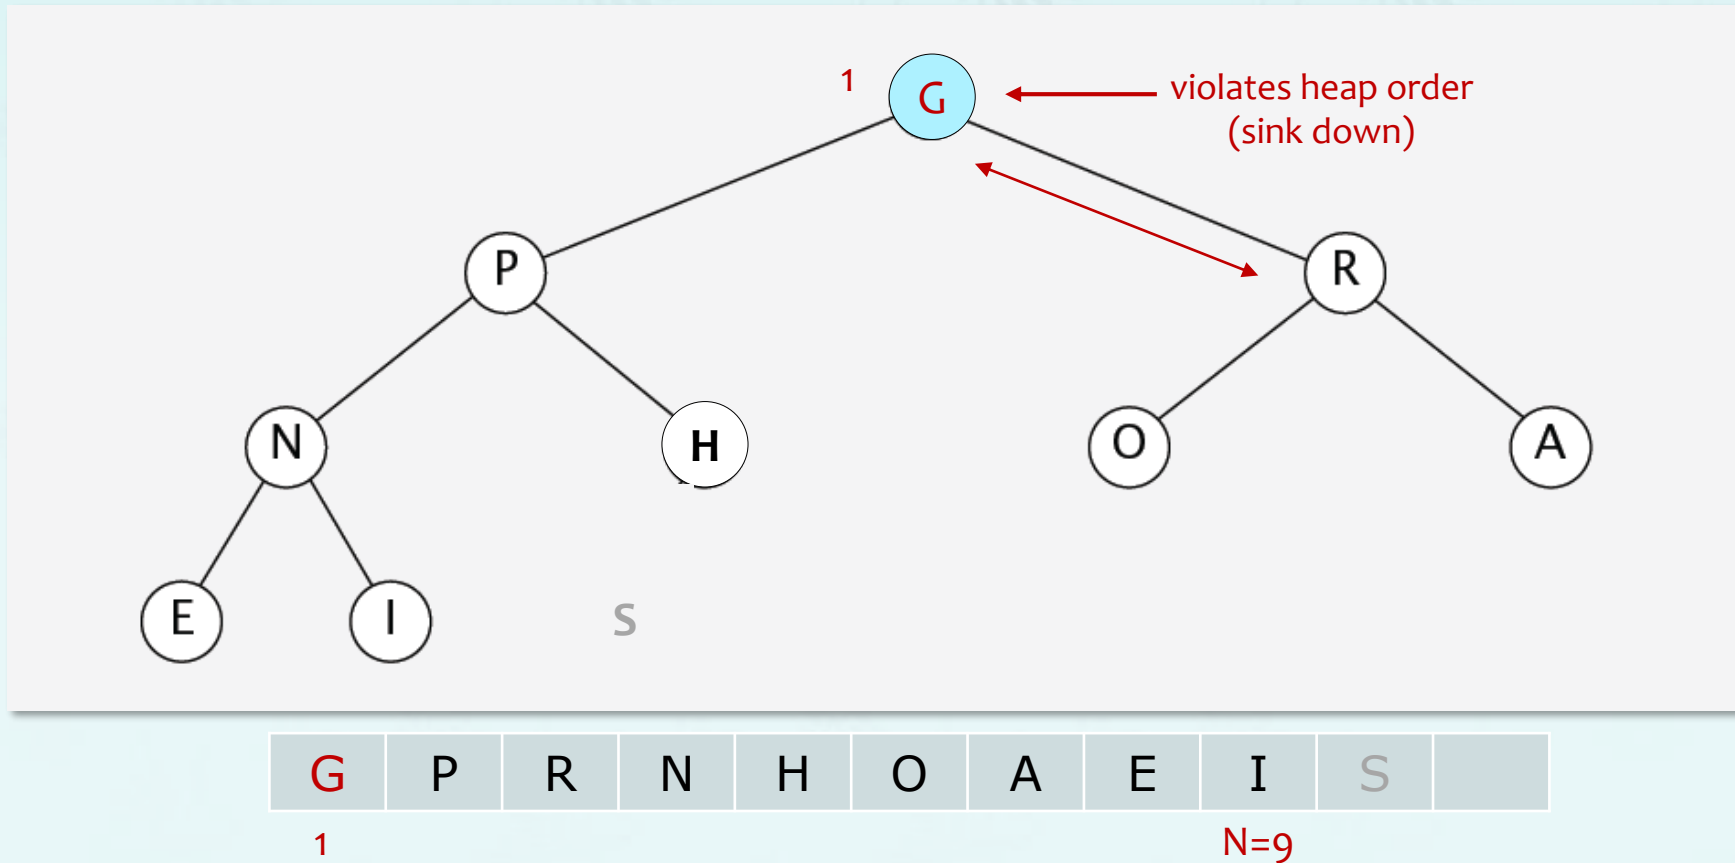 1
G
violates heap order
(sink down)
P
R
N
H
O
A
E
I
S
G P R N H O A E I S
1
N=9